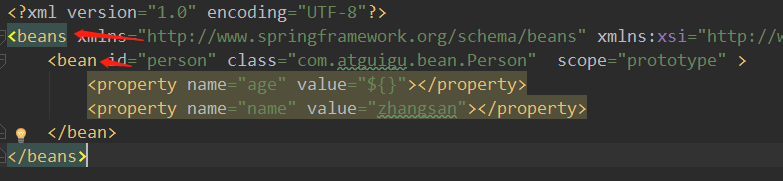 <?xml version="1.0" encoding="UTF-8"?>
<beans xmlns="http://www.springframework.org/schema/beans" xmlns:xsi="http://w
<bean id="person" class="com.atguigu.bean.Person" scope="prototype" >
<property name="age" value="${}"></property>
<property name="name" value="zhangsan"></property>
</bean>
</beans>